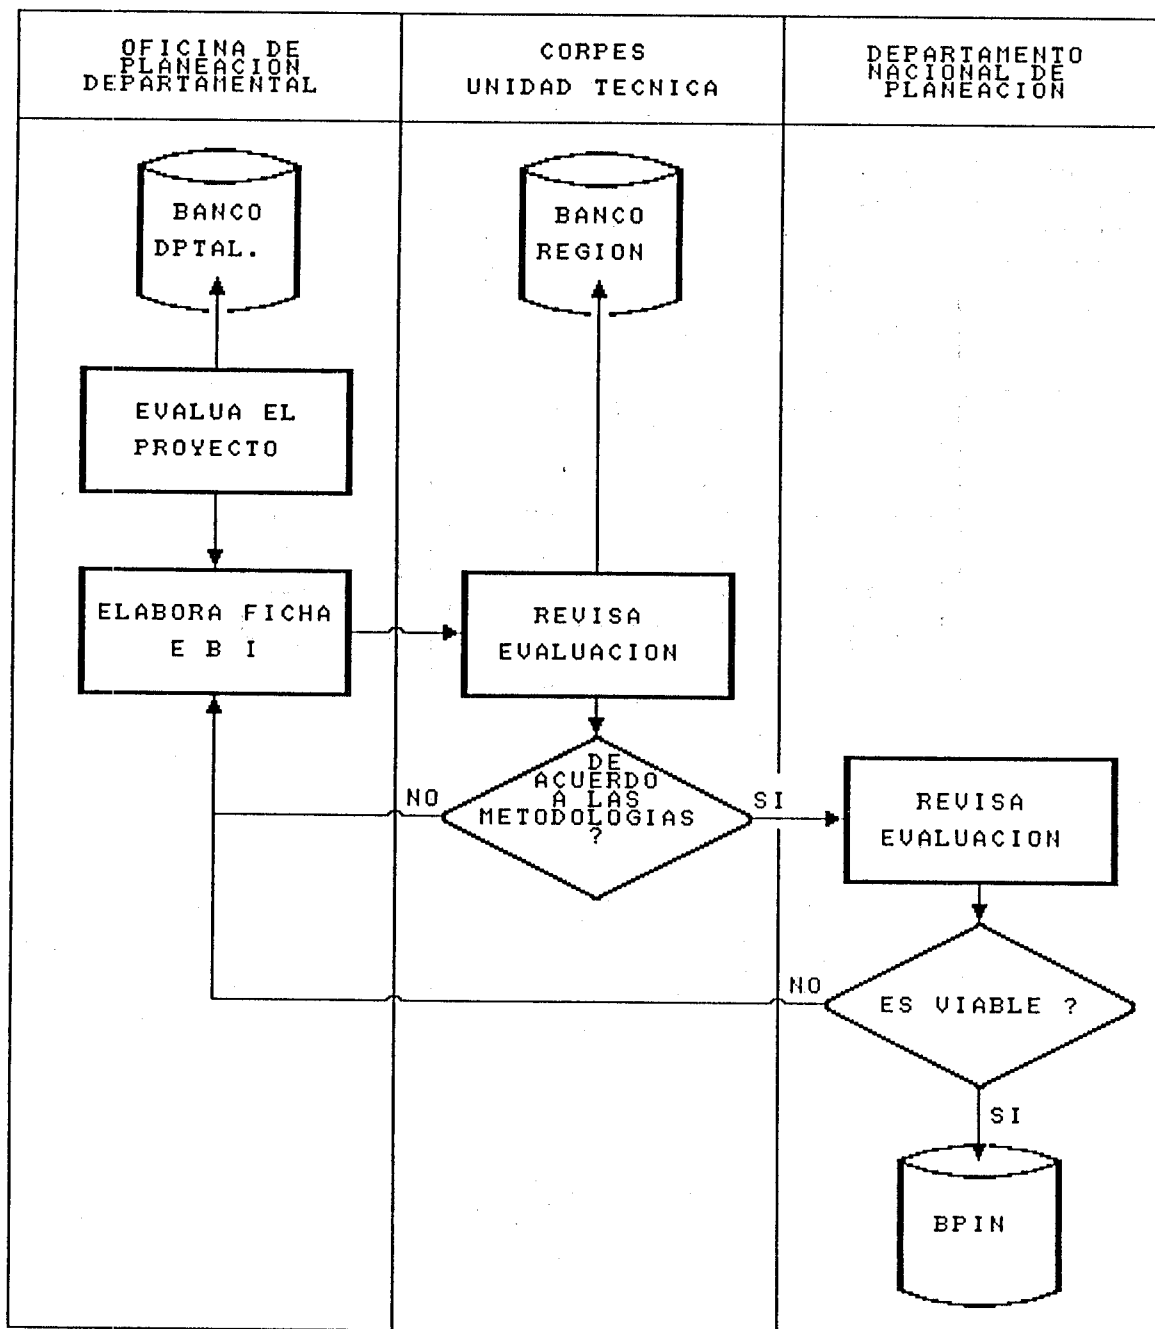 OFICINA DE
PLANEACION
DEPARTAMENTAL
CORPES
UNIDAD TECNICA
DEPARTAMENTO
NACIONAL DE
PLANEACION
BANCO
DPTAL.
BANCO
REGION
EVALUA EL
PROYECTO
ELABORA FICHA
E B I
REVISA
EVALUACION
DE
ACUERDO
A LAS
METODOLOGIAS
?
NO
SI
REVISA
EVALUACION
NO
ES VIABLE ?
SI
BPIN